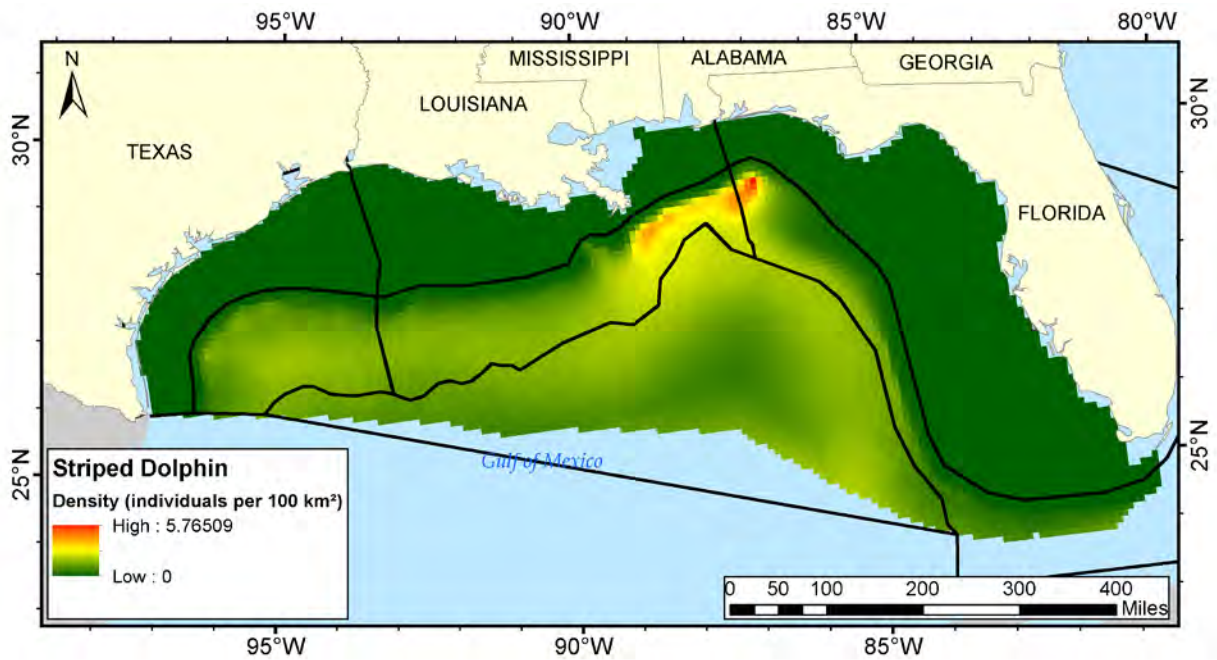 95°W 90°W 85°W 80°W
N
MISSISSIPPI ALABAMA GEORGIA
LOUISIANA
TEXAS
FLORIDA
30°N 30°N
25°N 25°N
Gulf of Mexico
Striped Dolphin
Density (individuals per 100 km²)
High : 5.76509
Low : 0
0 50 100 200 300 400
Miles
95°W 90°W 85°W 80°W